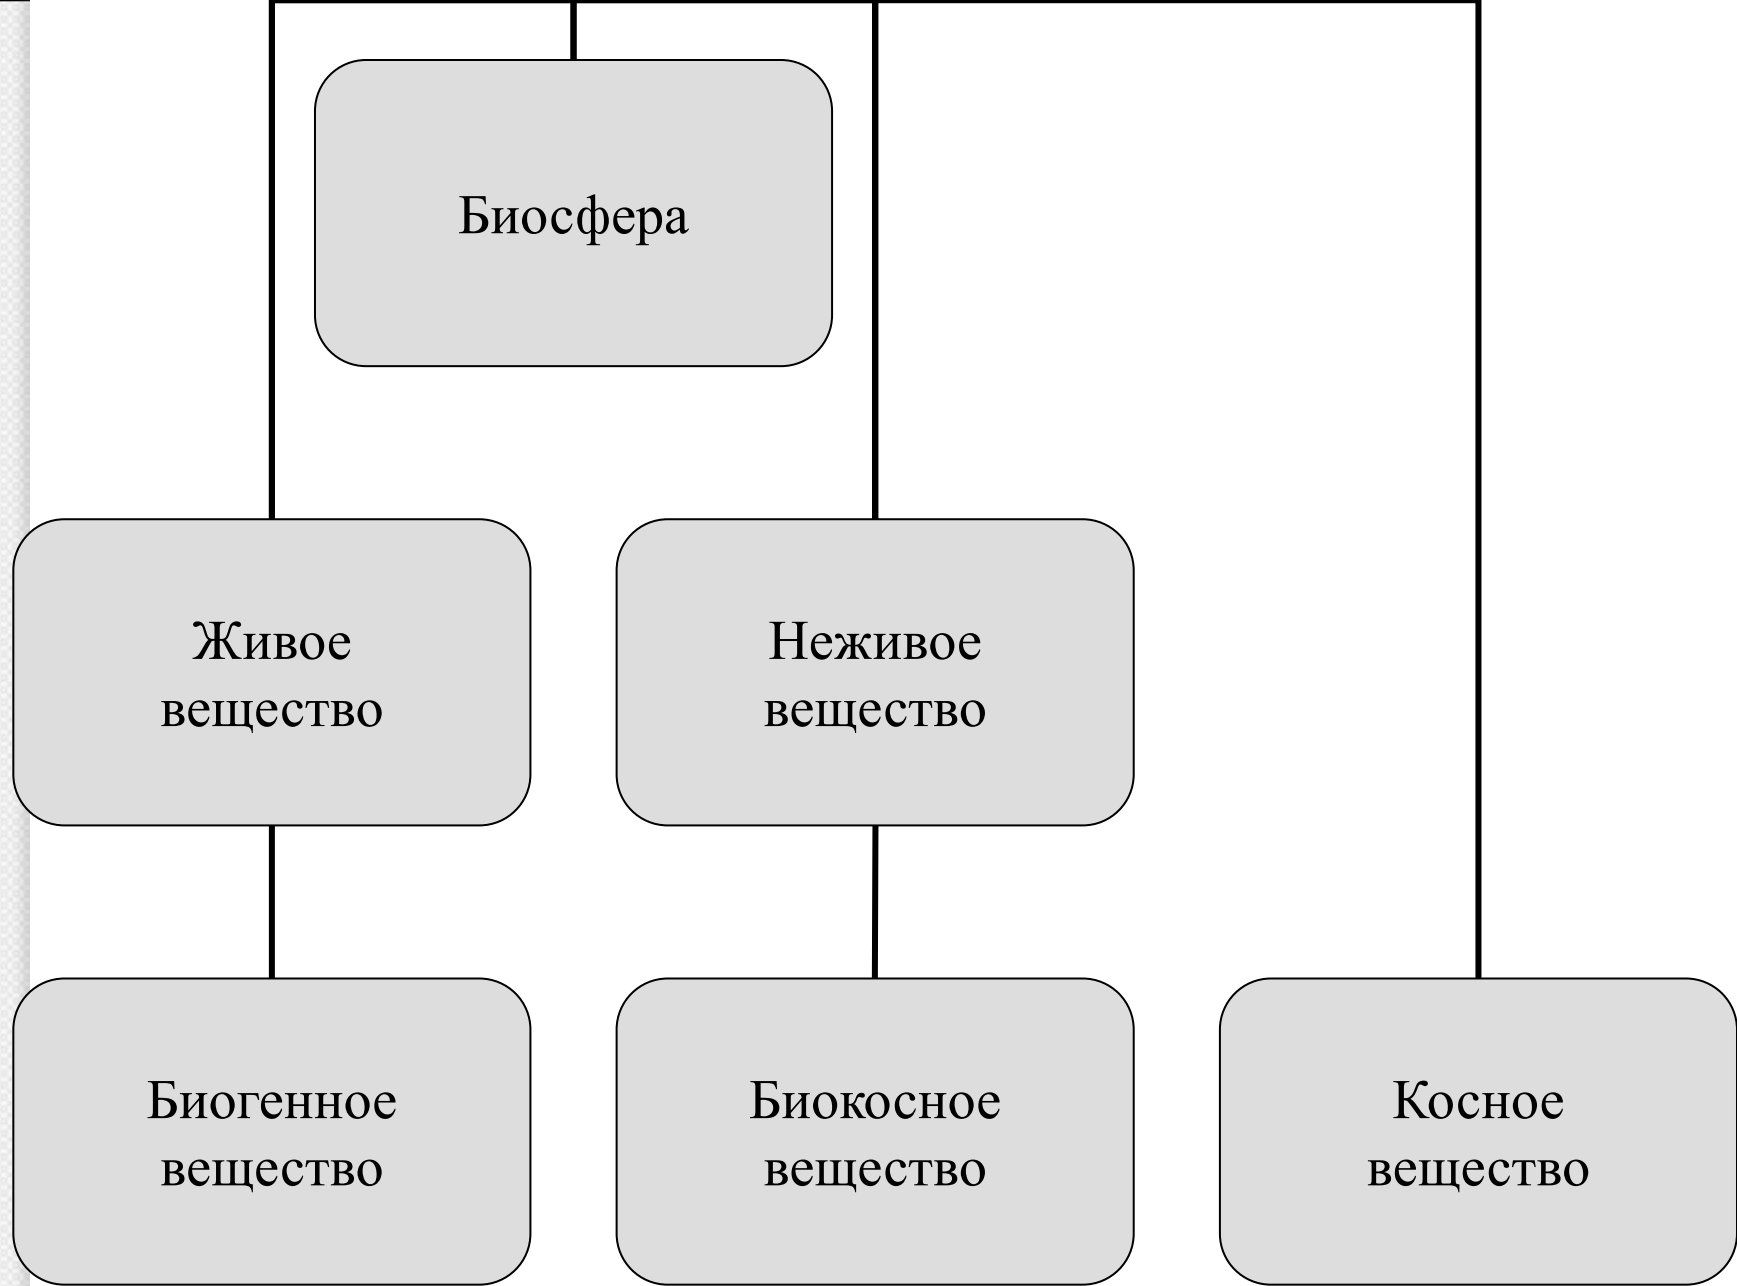 Биосфера
Живое
вещество
Неживое
вещество
Биогенное
вещество
Биокосное
вещество
Косное
вещество